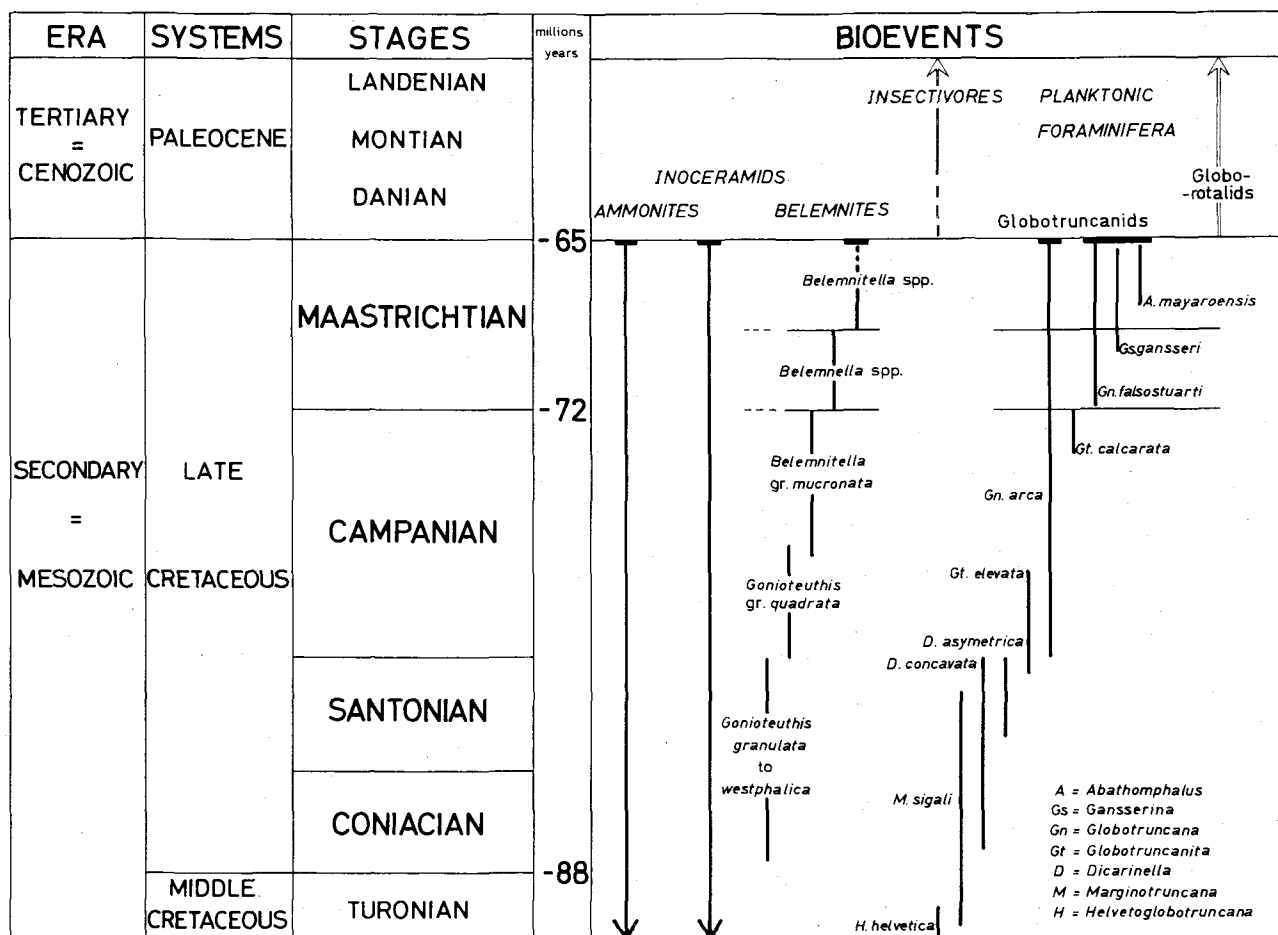 ERA
SYSTEMS
STAGES
millions
years
BIOEVENTS
TERTIARY
=
CENOZOIC
PALEOCENE
LANDENIAN
MONTIAN
DANIAN
INSECTIVORES
PLANKTONIC
FORAMINIFERA
INOCERAMIDS
AMMONITES
BELEMNITES
Globo-
-rotalids
Globotruncanids
-65
MAASTRICHTIAN
Belemnitella spp.
A. mayaroensis
Gs.gansseri
Belemnella spp.
Gn. falsostuarti
-72
SECONDARY
=
MESOZOIC
LATE
CRETACEOUS
CAMPANIAN
Belemnitella
gr. mucronata
Gt. calcarata
Gn. arca
Gonioteuthis
gr. quadrata
Gt. elevata
D. asymetrica
D. concavata
SANTONIAN
Gonioteuthis
granulata
to
westphalica
M. sigali
CONIACIAN
-88
MIDDLE
CRETACEOUS
TURONIAN
H. helvetica
A = Abathomphalus
Gs = Gansserina
Gn = Globotruncana
Gt = Globotruncanita
D = Dicarinella
M = Marginotruncana
H = Helvetoglobotruncana